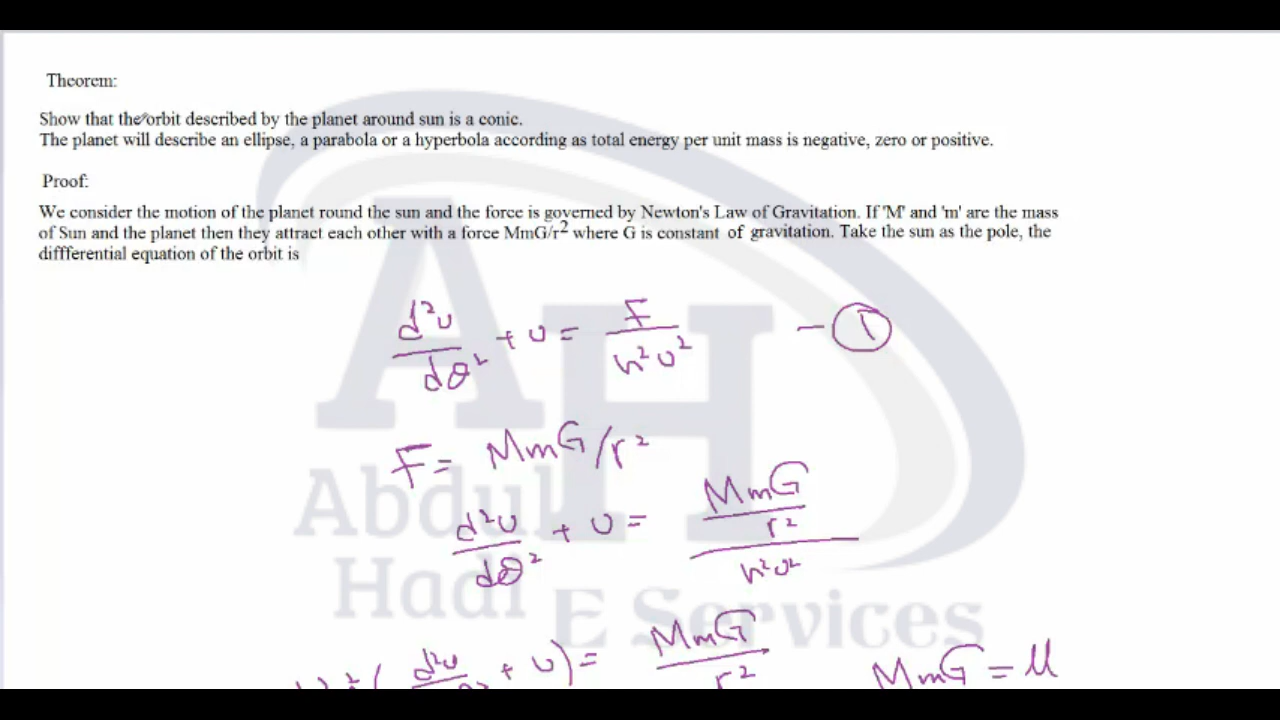 Theorem:
Show that the orbit described by the planet around sun is a conic.
The planet will describe an ellipse, a parabola or a hyperbola according as total energy per unit mass is negative, zero or positive.
Proof:
We consider the motion of the planet round the sun and the force is governed by Newton's Law of Gravitation. If 'M' and 'm' are the mass
of Sun and the planet then they attract each other with a force MmG/r² where G is constant of gravitation. Take the sun as the pole, the
diffferential equation of the orbit is
d²u/dθ² + u = F/h²u² - ①
F = MmG/r²
d²u/dθ² + u = (MmG/r²)/h²u²
(d²u + u) = MmG/r² MmG = μ
AH
Abdul
Hadi
E Services